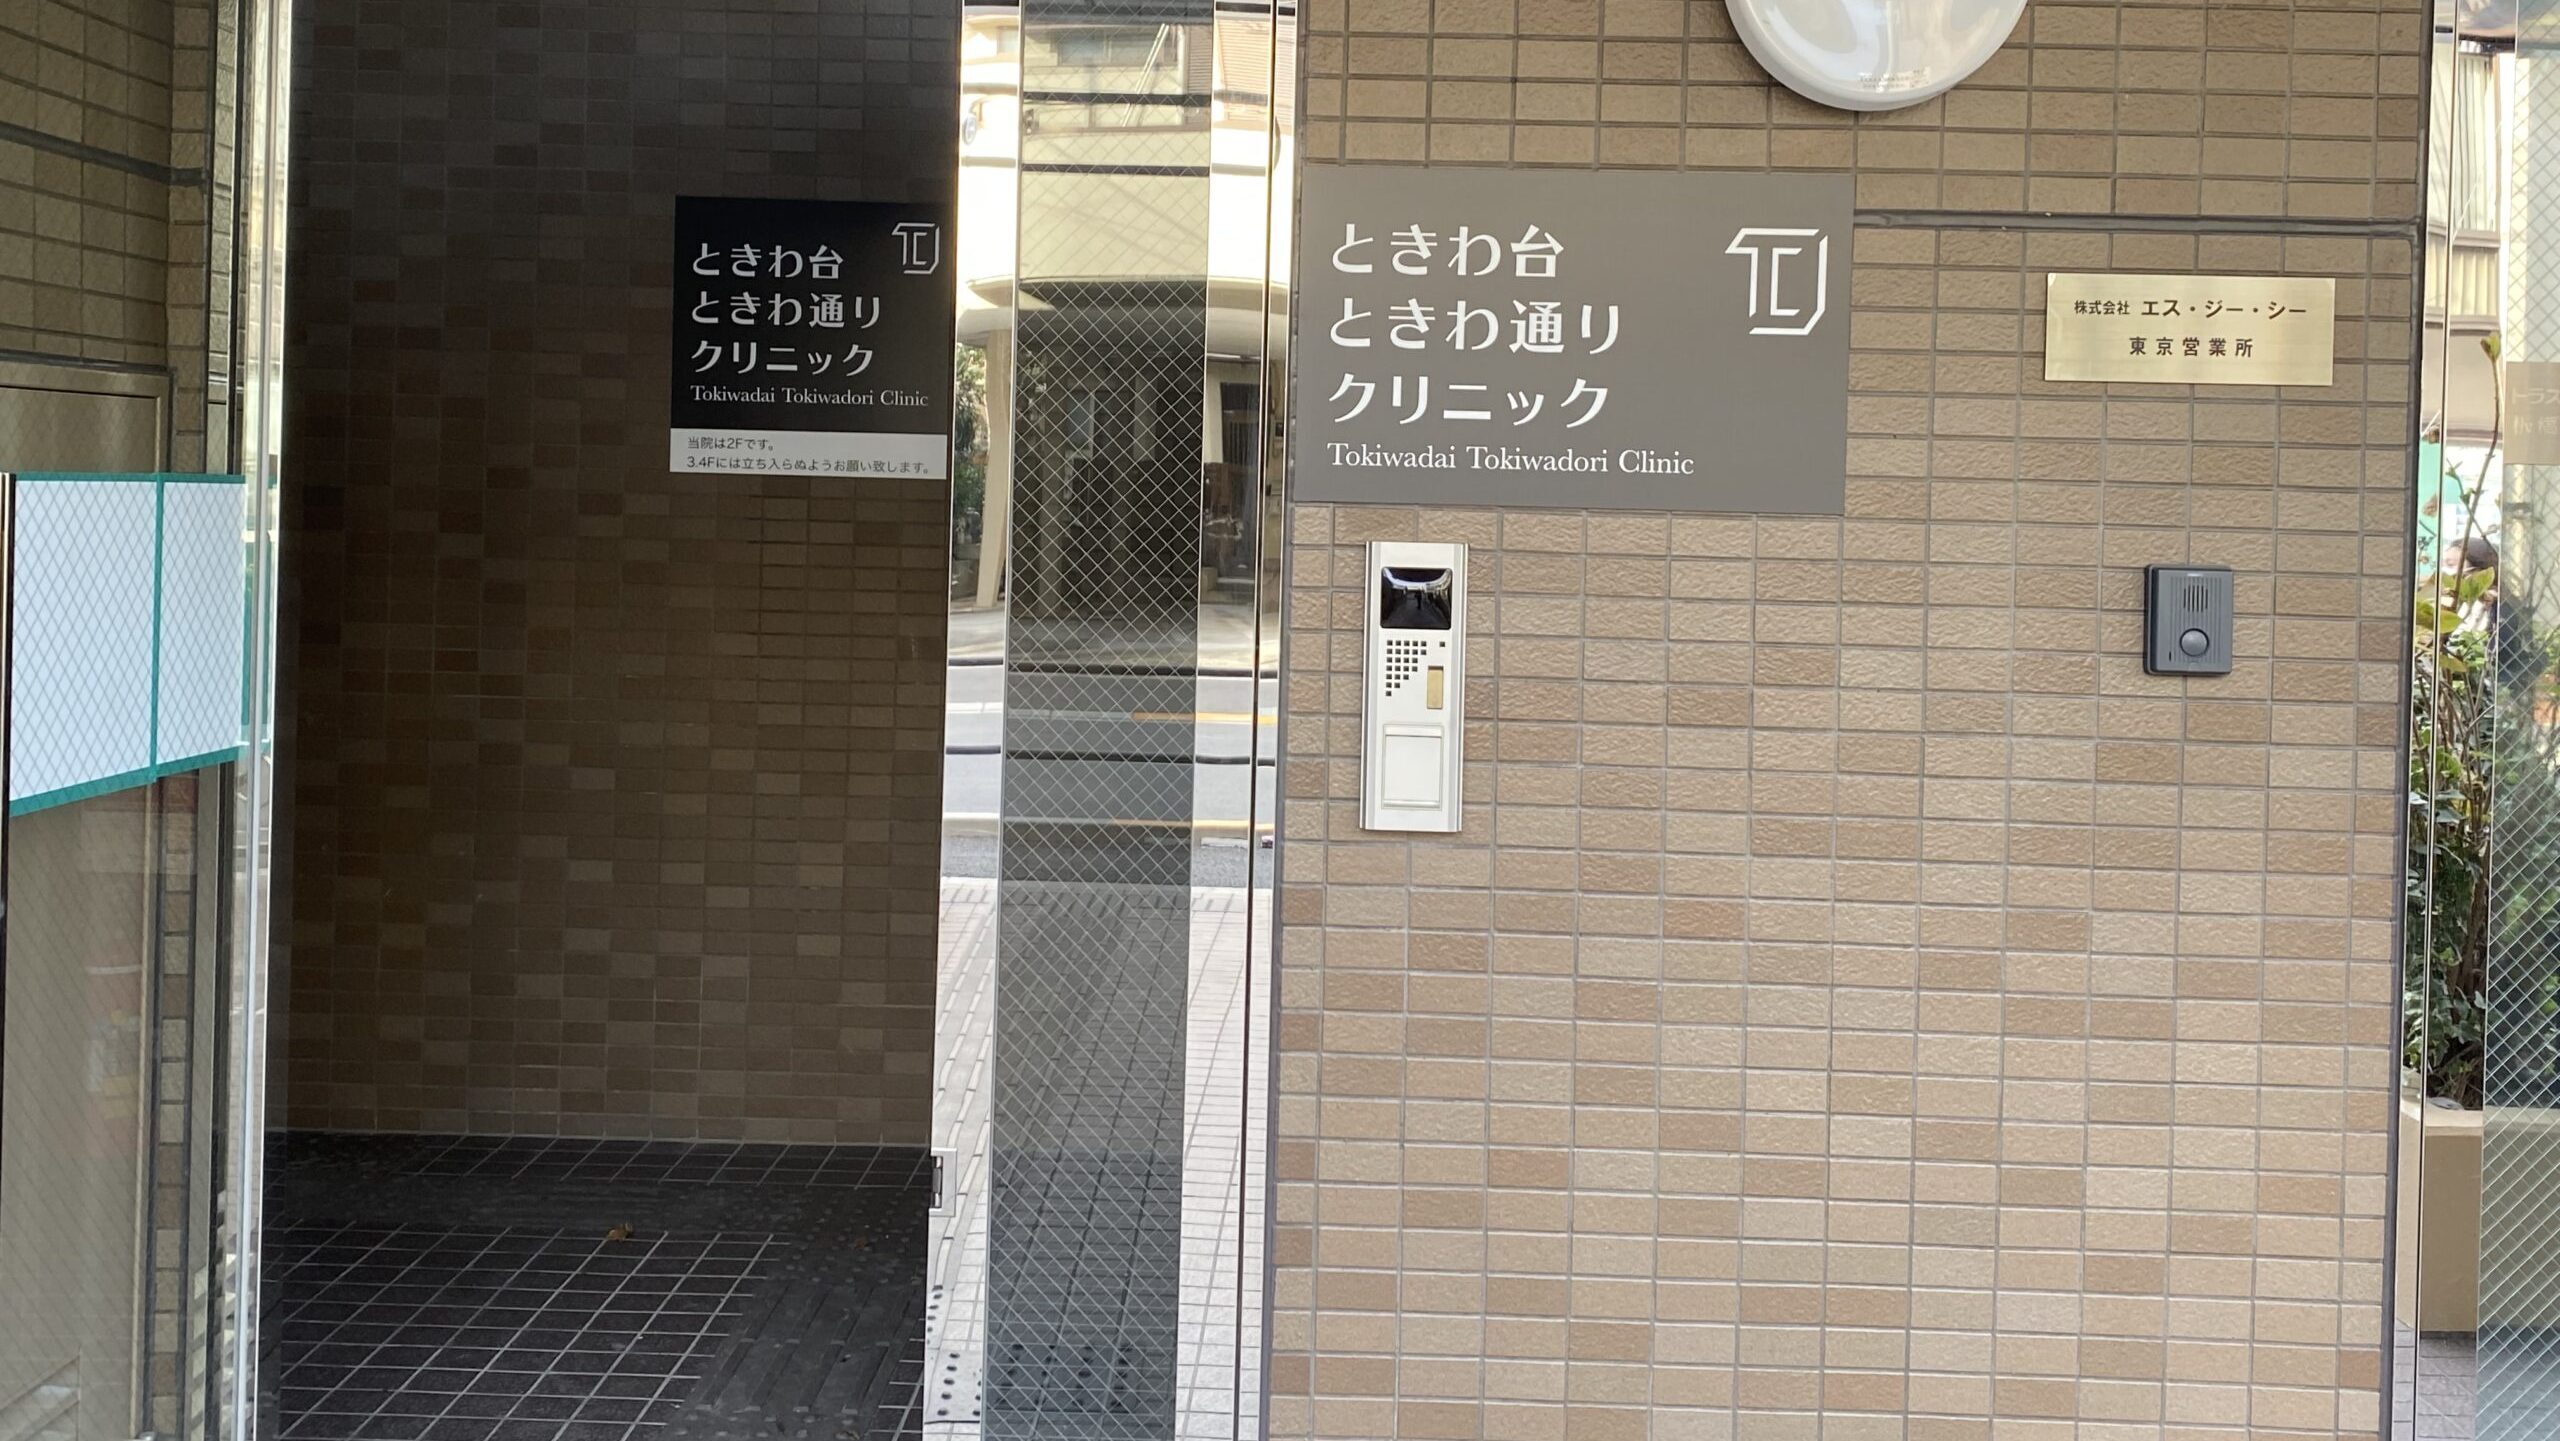 ときわ台
ときわ通り
クリニック
Tokiwadai Tokiwadori Clinic
当院は2Fです。
3.4Fには立ち入らぬようお願い致します。
ときわ台
ときわ通り
クリニック
Tokiwadai Tokiwadori Clinic
株式会社 エス・ジー・シー
東京営業所
トラス